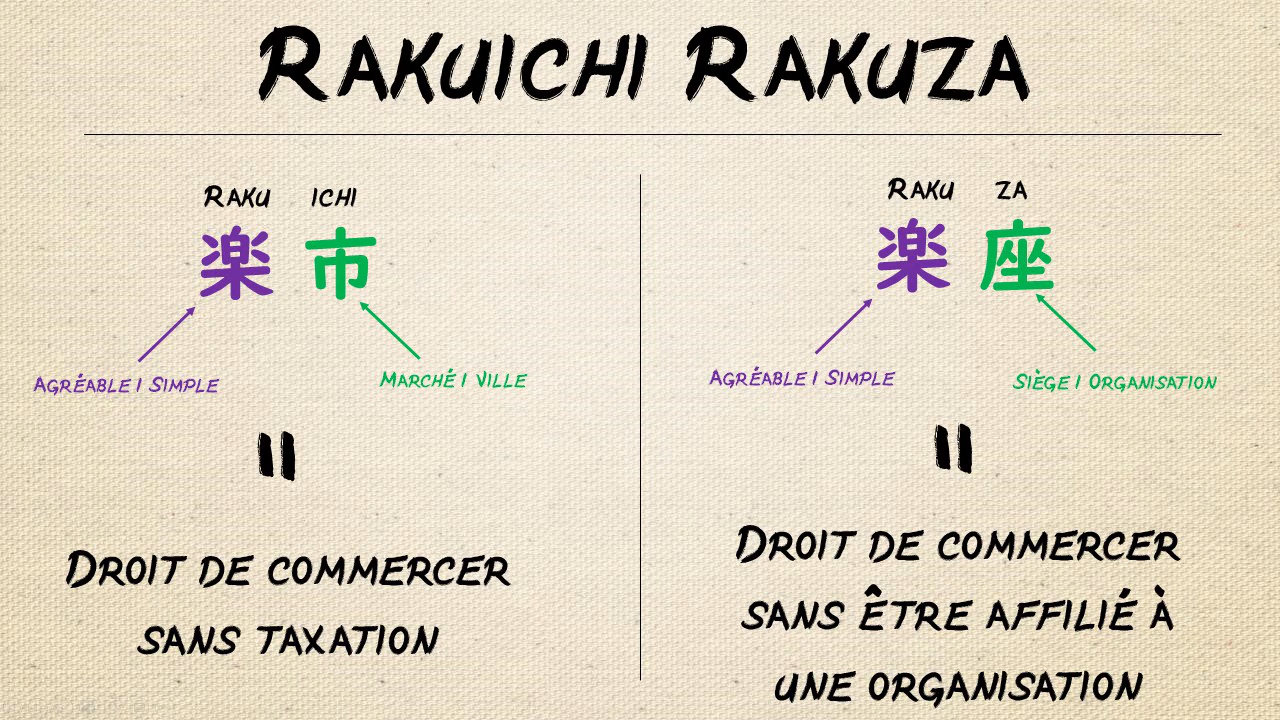 RAKUICHI RAKUZA
RAKU ICHI
楽 市
AGRÉABLE / SIMPLE
MARCHÉ / VILLE
=
DROIT DE COMMERCER
SANS TAXATION
RAKU ZA
楽 座
AGRÉABLE / SIMPLE
SIÈGE / ORGANISATION
=
DROIT DE COMMERCER
SANS ÊTRE AFFILIÉ À
UNE ORGANISATION